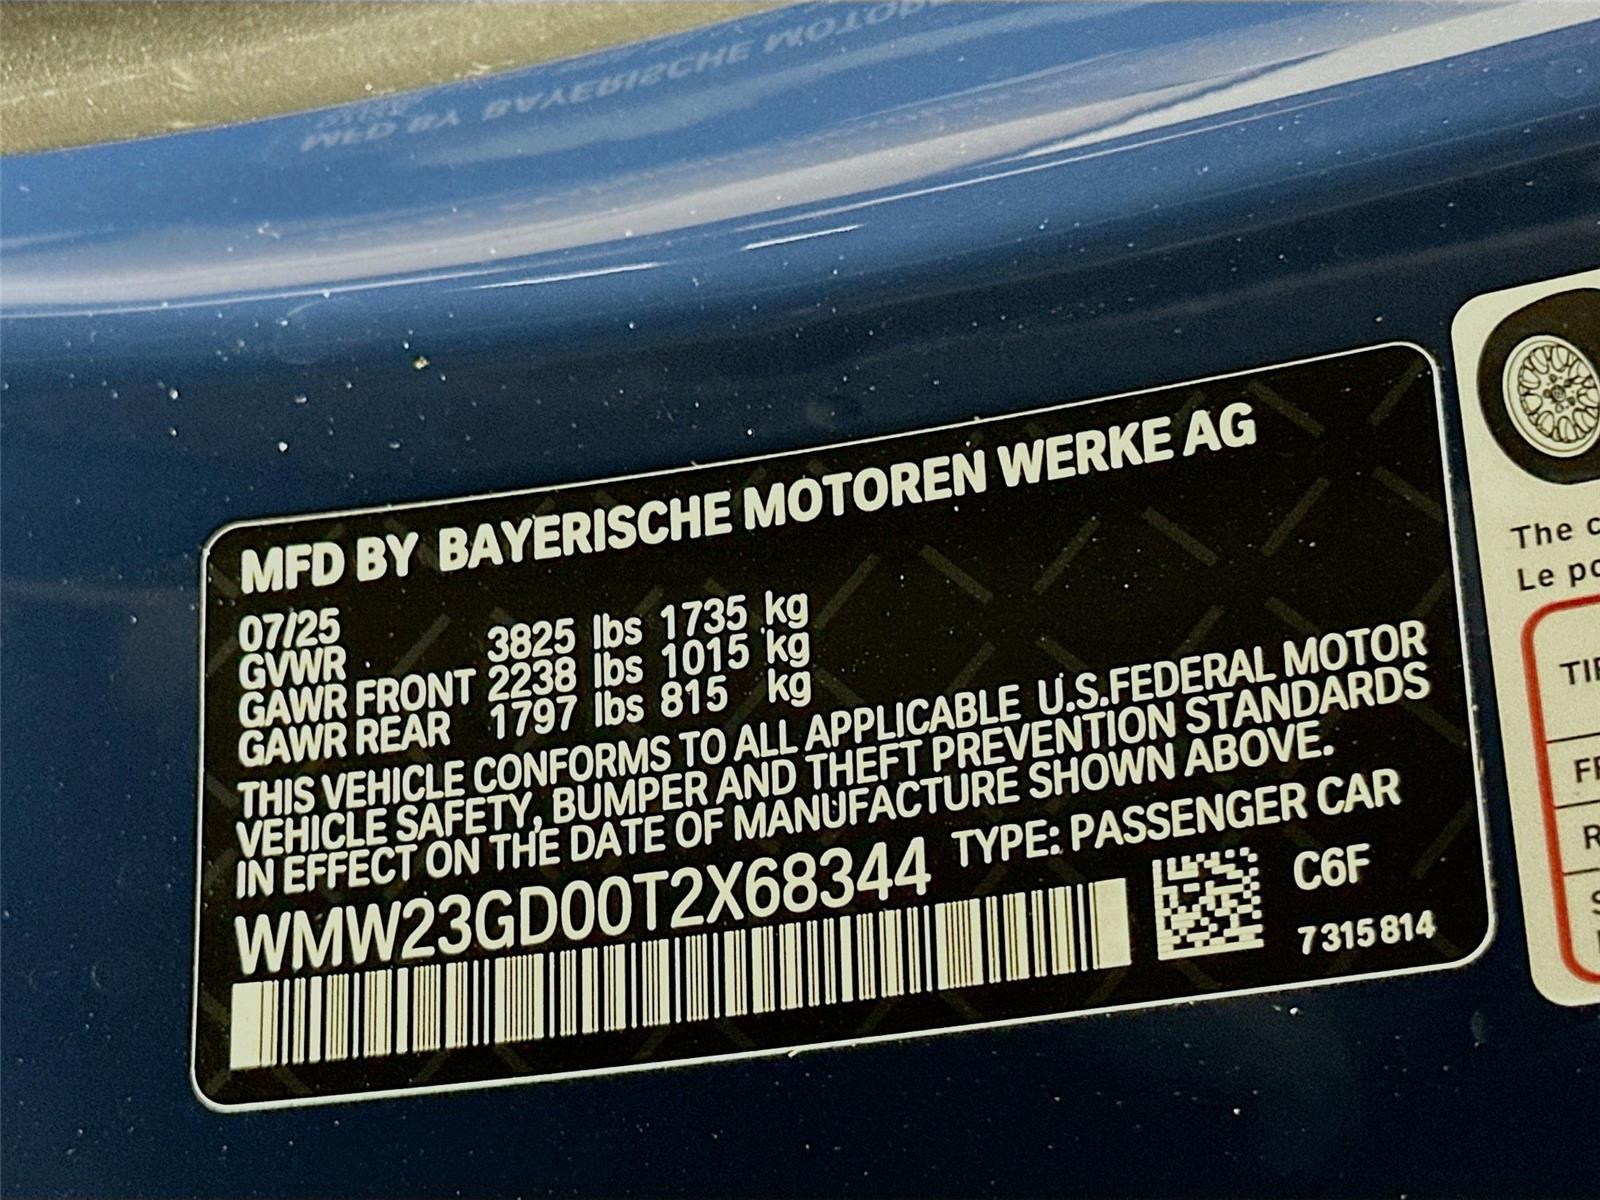 MFD BY BAYERISCHE MOTOREN WERKE AG
07/25
GVWR 3825 lbs 1735 kg
GAWR FRONT 2238 lbs 1015 kg
GAWR REAR 1797 lbs 815 kg
THIS VEHICLE CONFORMS TO ALL APPLICABLE U.S.FEDERAL MOTOR
VEHICLE SAFETY, BUMPER AND THEFT PREVENTION STANDARDS
IN EFFECT ON THE DATE OF MANUFACTURE SHOWN ABOVE.
WMW23GD00T2X68344 TYPE: PASSENGER CAR
C6F
7 315 814
The
Le